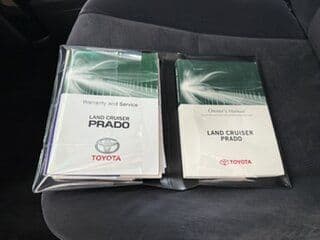 Warranty and Service
LAND CRUISER
PRADO
TOYOTA
Owner's Manual
LAND CRUISER
PRADO
TOYOTA